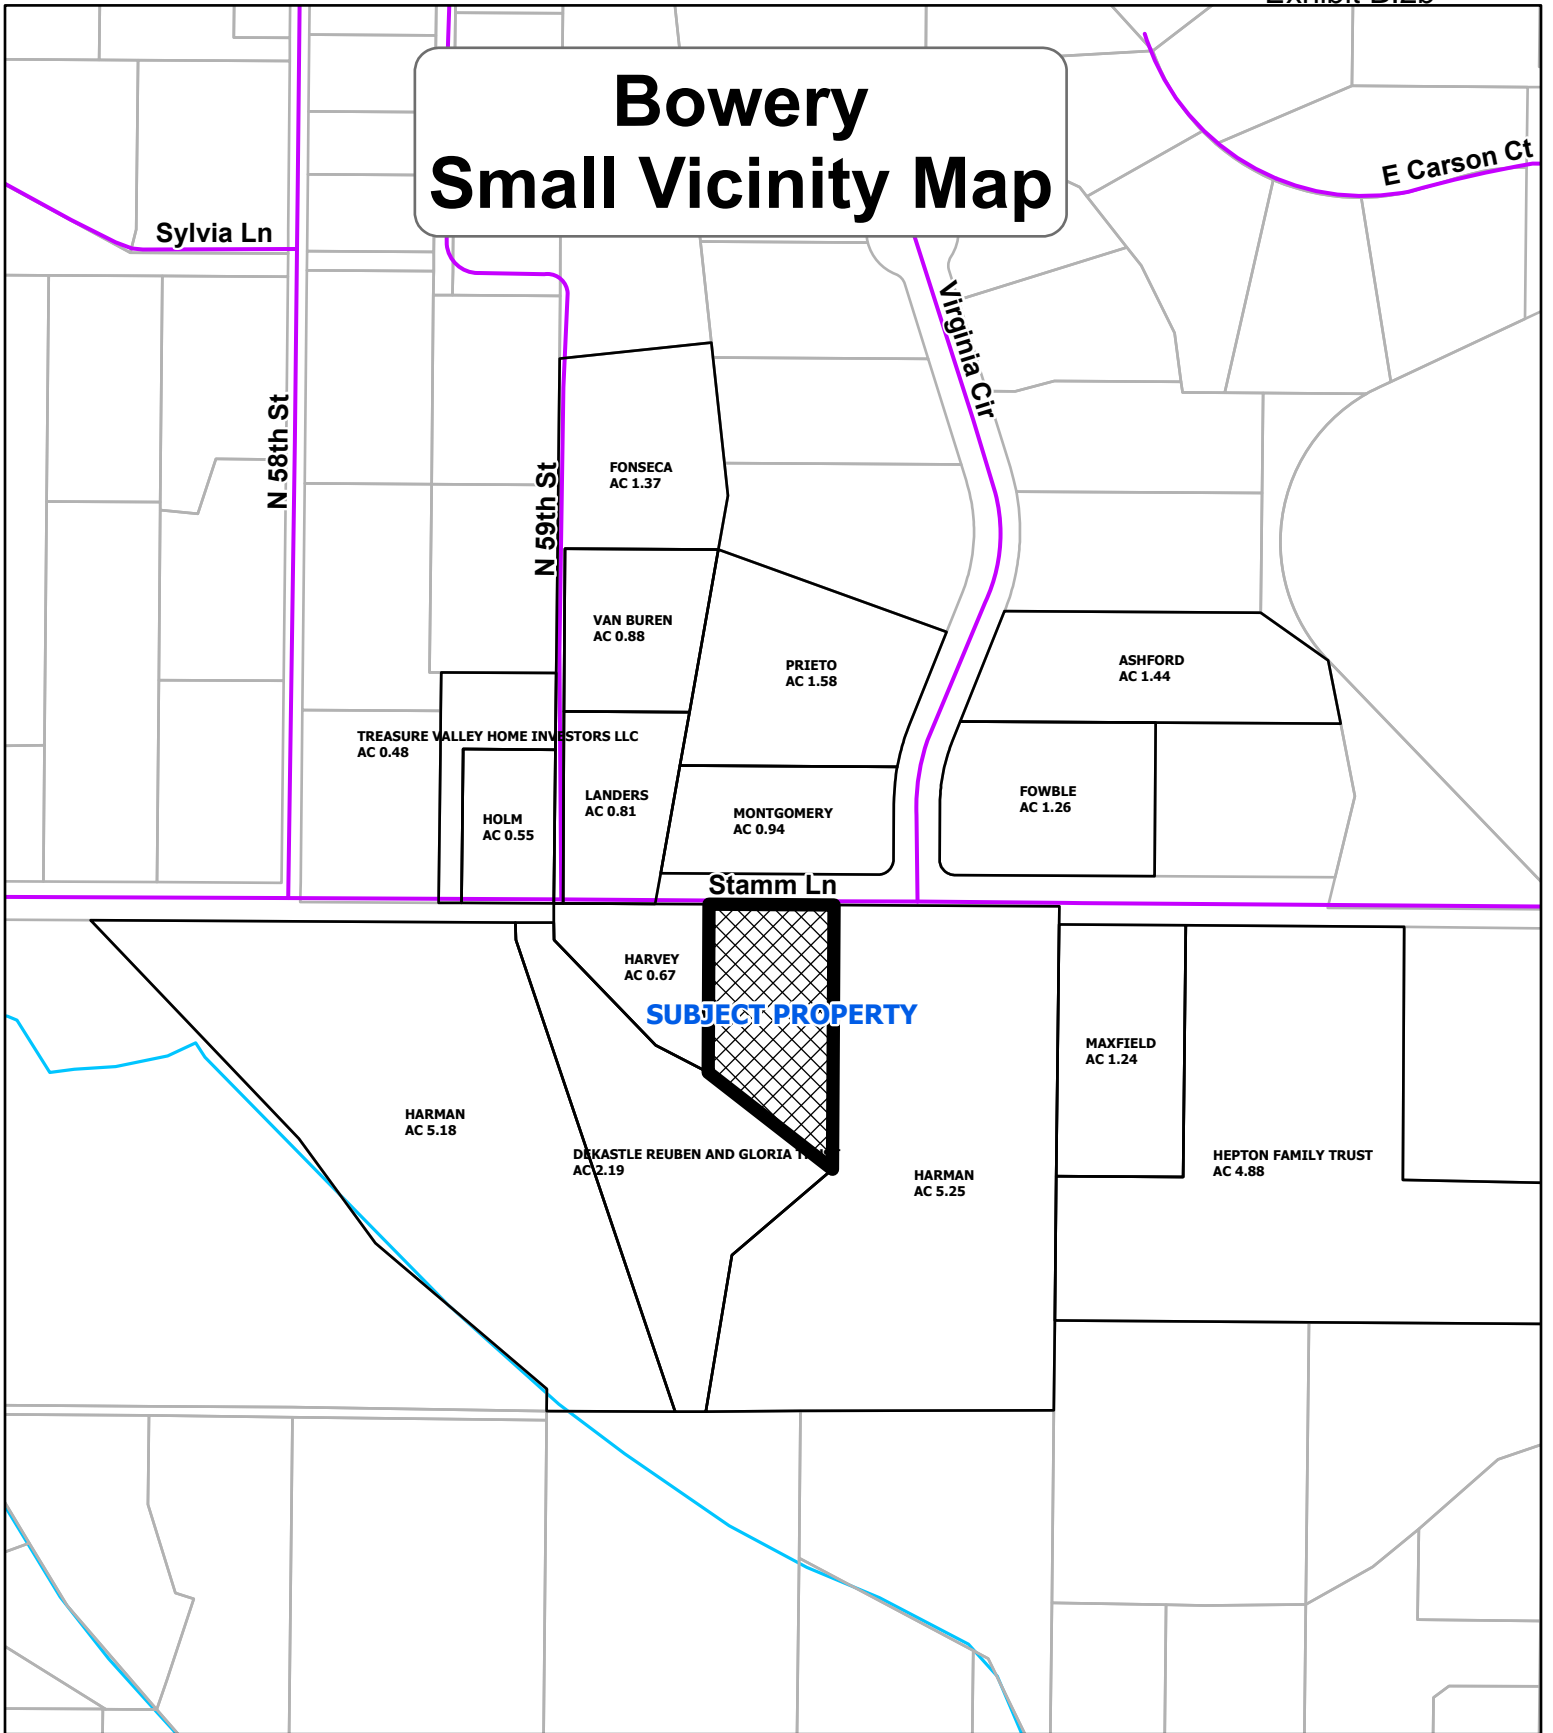 Exhibit D.2b
Bowery
Small Vicinity Map
E Carson Ct
Sylvia Ln
Virginia Cir
N 58th St
N 59th St
FONSECA
AC 1.37
VAN BUREN
AC 0.88
PRIETO
AC 1.58
ASHFORD
AC 1.44
TREASURE VALLEY HOME INVESTORS LLC
AC 0.48
LANDERS
AC 0.81
HOLM
AC 0.55
MONTGOMERY
AC 0.94
FOWBLE
AC 1.26
Stamm Ln
HARVEY
AC 0.67
SUBJECT PROPERTY
MAXFIELD
AC 1.24
HARMAN
AC 5.18
DEKASTLE REUBEN AND GLORIA
AC 2.19
HARMAN
AC 5.25
HEPTON FAMILY TRUST
AC 4.88